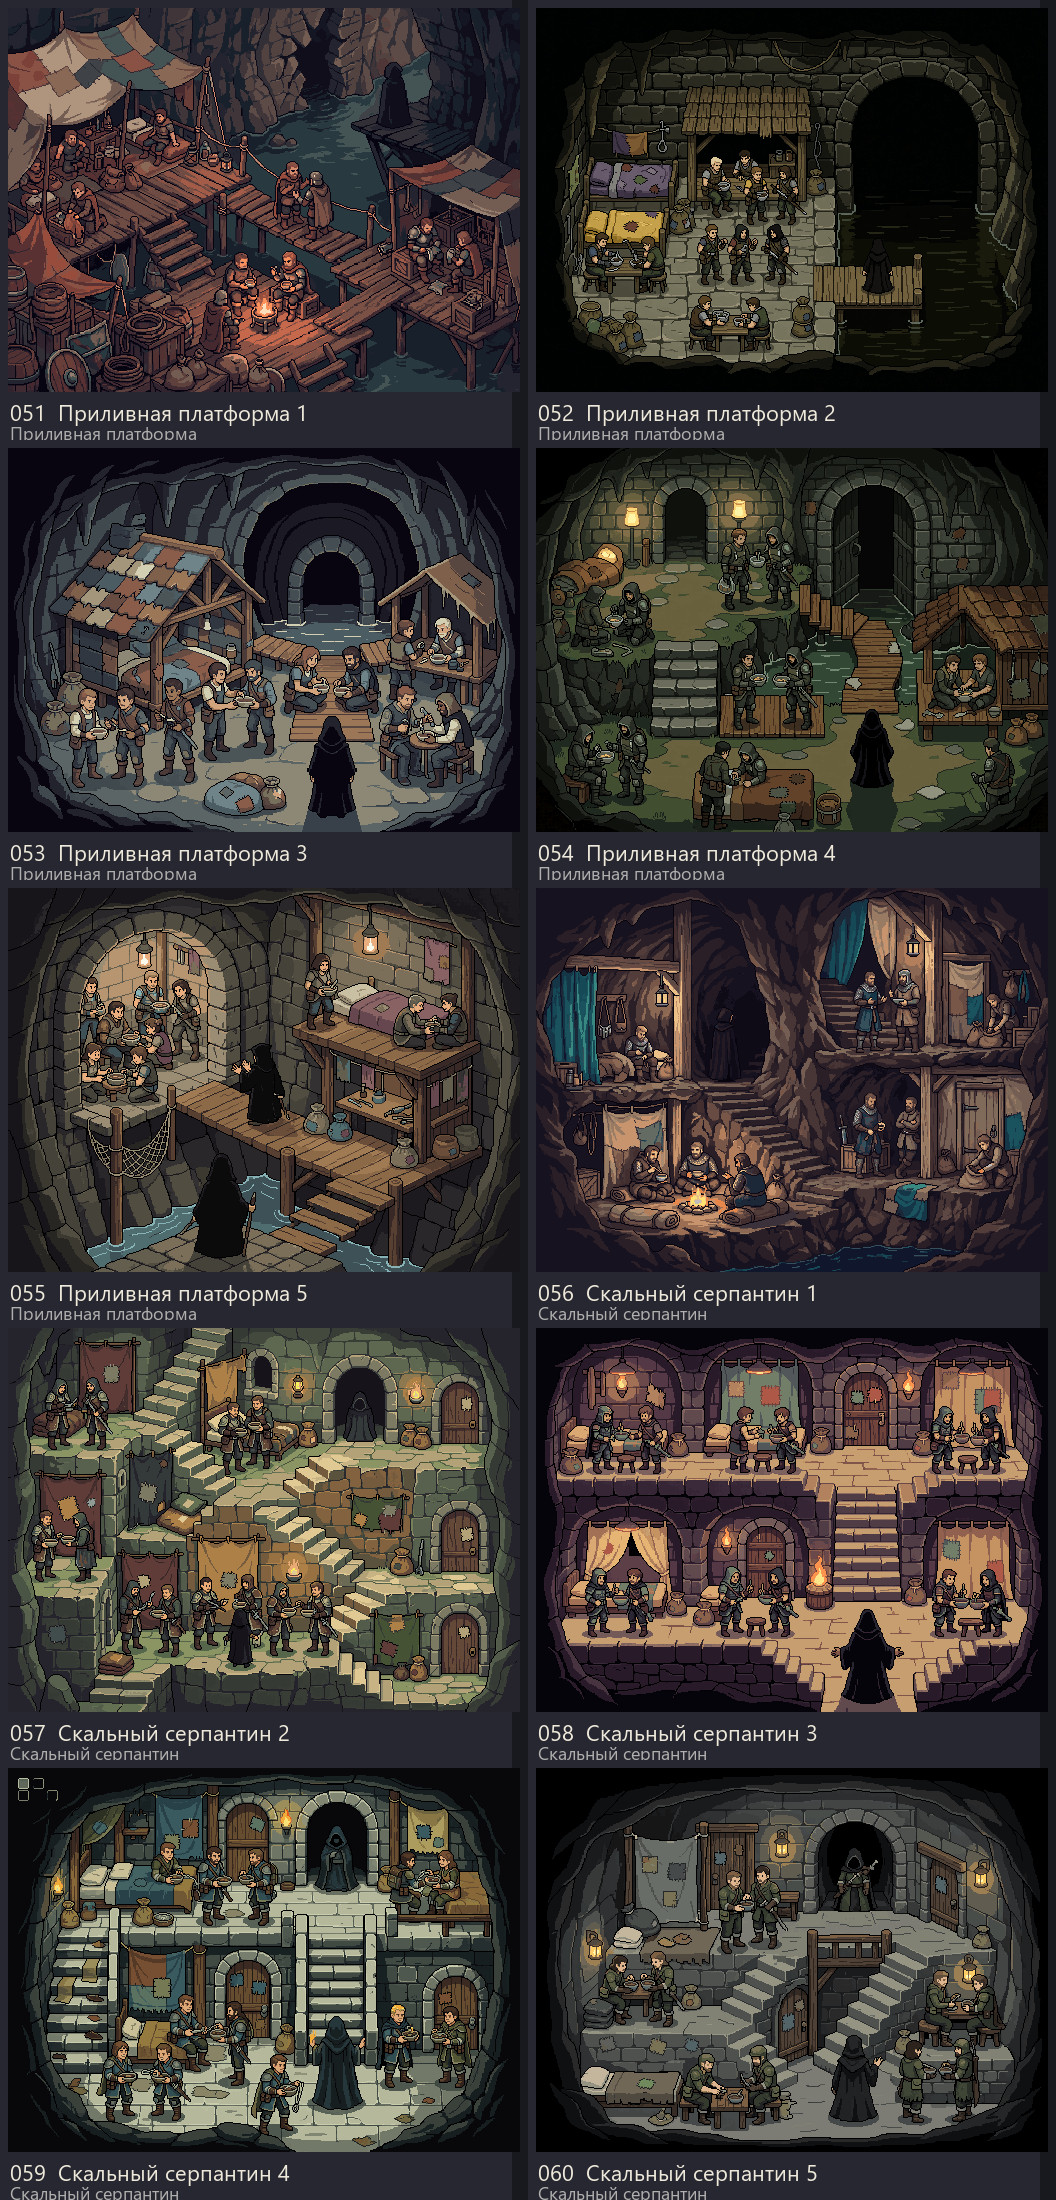 051 Приливная платформа 1
052 Приливная платформа 2
Приливная платформа
Приливная платформа
053 Приливная платформа 3
054 Приливная платформа 4
Приливная платформа
Приливная платформа
055 Приливная платформа 5
056 Скальный серпантин 1
Приливная платформа
Скальный серпантин
057 Скальный серпантин 2
058 Скальный серпантин 3
Скальный серпантин
Скальный серпантин
059 Скальный серпантин 4
060 Скальный серпантин 5
Скальный серпантин
Скальный серпантин